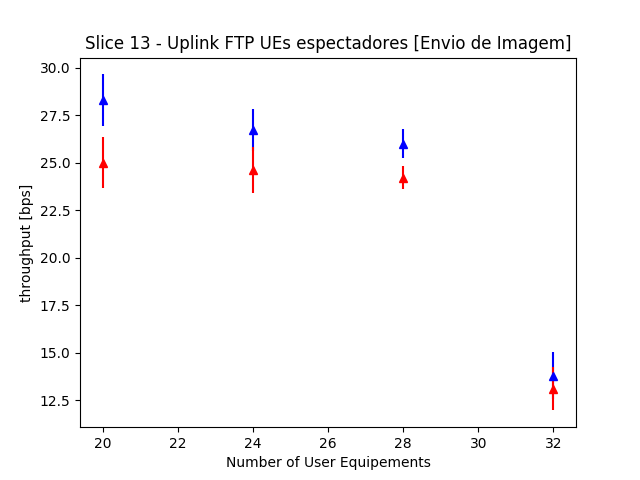 Slice 13 - Uplink FTP UEs espectadores [Envio de Imagem]
30.0
27.5
25.0
22.5
20.0
17.5
15.0
12.5
throughput [bps]
20 22 24 26 28 30 32
Number of User Equipements